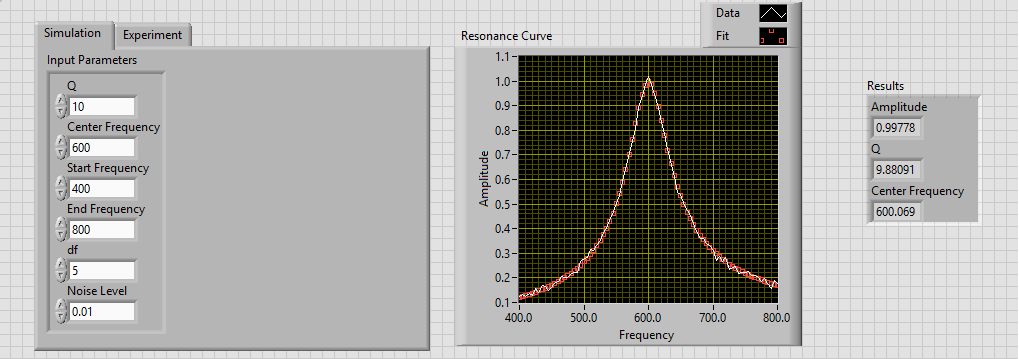 Simulation
Experiment
Input Parameters
Q
10
Center Frequency
600
Start Frequency
400
End Frequency
800
df
5
Noise Level
0.01
Data
Fit
Resonance Curve
Amplitude
1.1
1.0
0.9
0.8
0.7
0.6
0.5
0.4
0.3
0.2
0.1
400.0 500.0 600.0 700.0 800.0
Frequency
Results
Amplitude
0.99778
Q
9.88091
Center Frequency
600.069